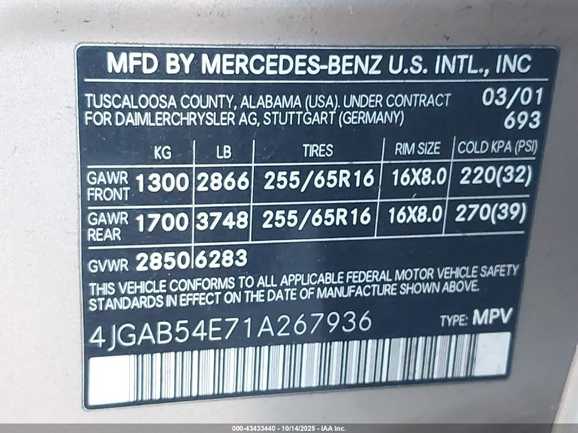 MFD BY MERCEDES-BENZ U.S. INTL., INC
TUSCALOOSA COUNTY, ALABAMA (USA). UNDER CONTRACT 03/01
FOR DAIMLERCHRYSLER AG, STUTTGART (GERMANY) 693
KG LB TIRES RIM SIZE COLD KPA (PSI)
GAWR FRONT 1300 2866 255/65R16 16X8.0 220(32)
GAWR REAR 1700 3748 255/65R16 16X8.0 270(39)
GVWR 2850 6283
THIS VEHICLE CONFORMS TO ALL APPLICABLE FEDERAL MOTOR VEHICLE SAFETY
STANDARDS IN EFFECT ON THE DATE OF MANUFACTURE SHOWN ABOVE.
4JGAB54E71A267936 TYPE: MPV
000-43433440 - 10/14/2025 - IAA Inc.